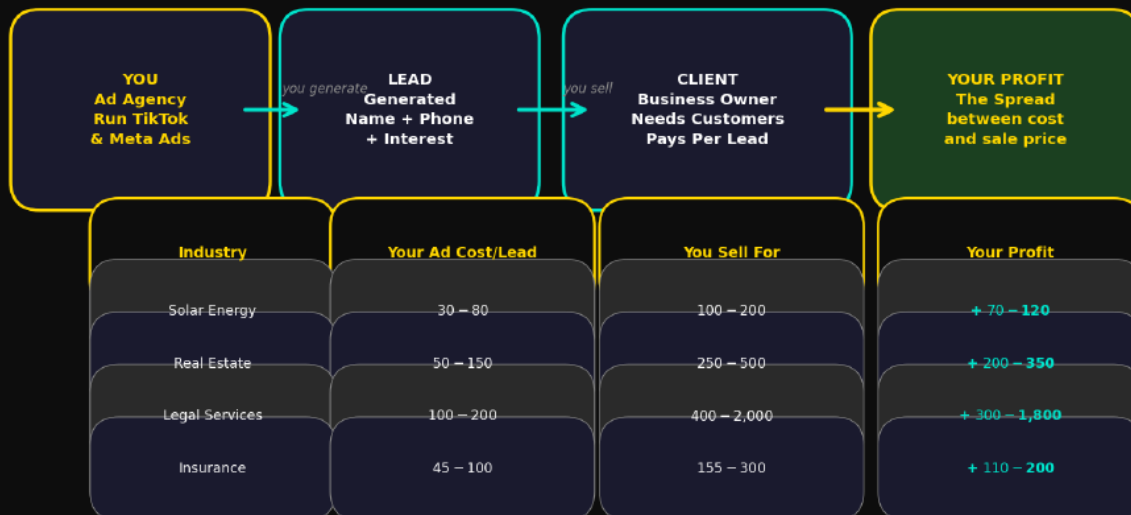 YOU
Ad Agency
Run TikTok
& Meta Ads
you generate
LEAD
Generated
Name + Phone
+ Interest
you sell
CLIENT
Business Owner
Needs Customers
Pays Per Lead
YOUR PROFIT
The Spread
between cost
and sale price
Industry Your Ad Cost/Lead You Sell For Your Profit
Solar Energy 30 − 80 100 − 200 + 70 − 120
Real Estate 50 − 150 250 − 500 + 200 − 350
Legal Services 100 − 200 400 − 2,000 + 300 − 1,800
Insurance 45 − 100 155 − 300 + 110 − 200